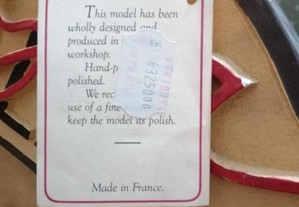 This model has been
wholly designed and
produced in
workshop.
Hand-p
polished.
We rec
use of a fine
keep the model its polish.
6325000
Made in France.